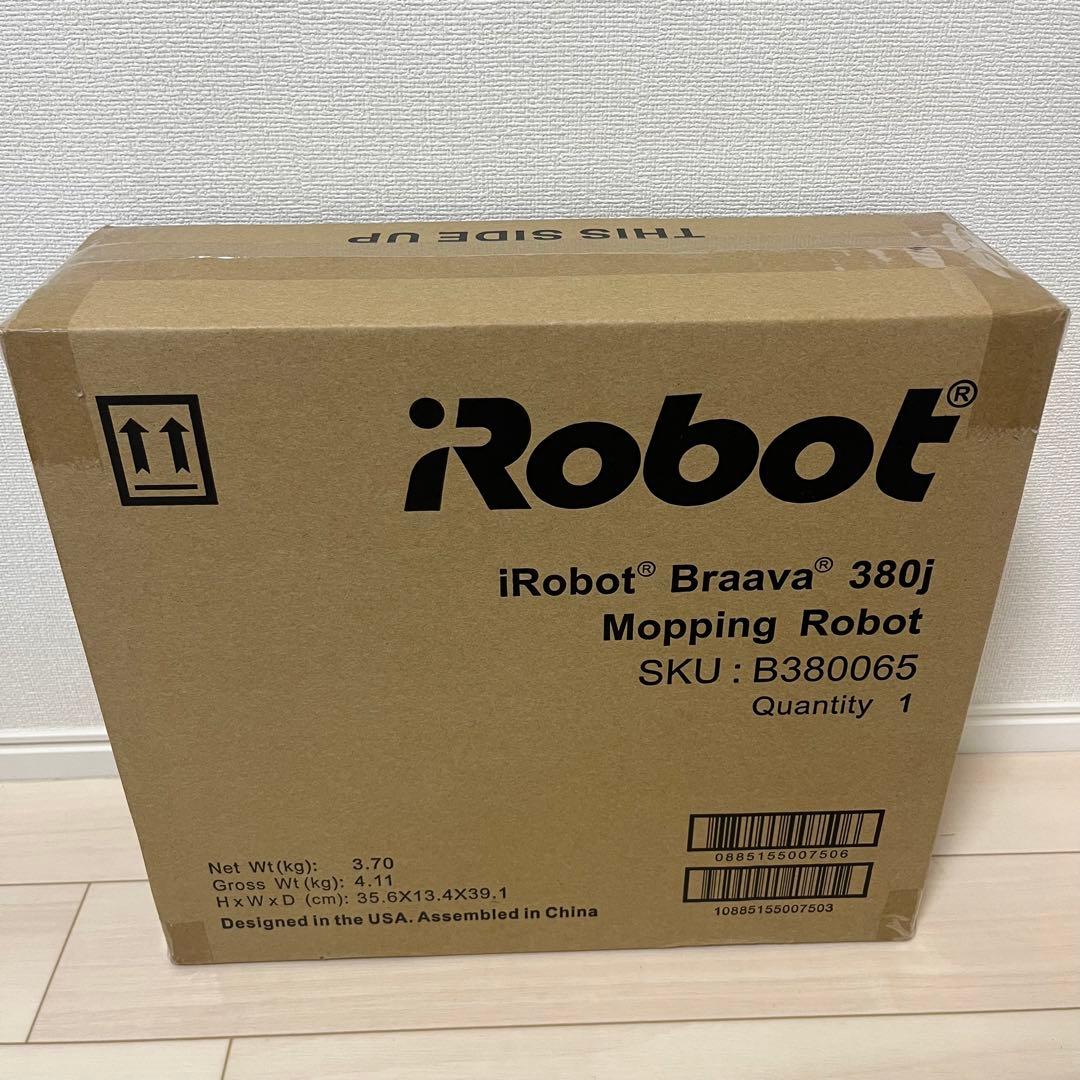 THIS SIDE UP
iRobot®
iRobot® Braava® 380j
Mopping Robot
SKU : B380065
Quantity 1
0885155007506
10885155007503
Net Wt(kg): 3.70
Gross Wt(kg): 4.11
HxWxD (cm): 35.6X13.4X39.1
Designed in the USA. Assembled in China